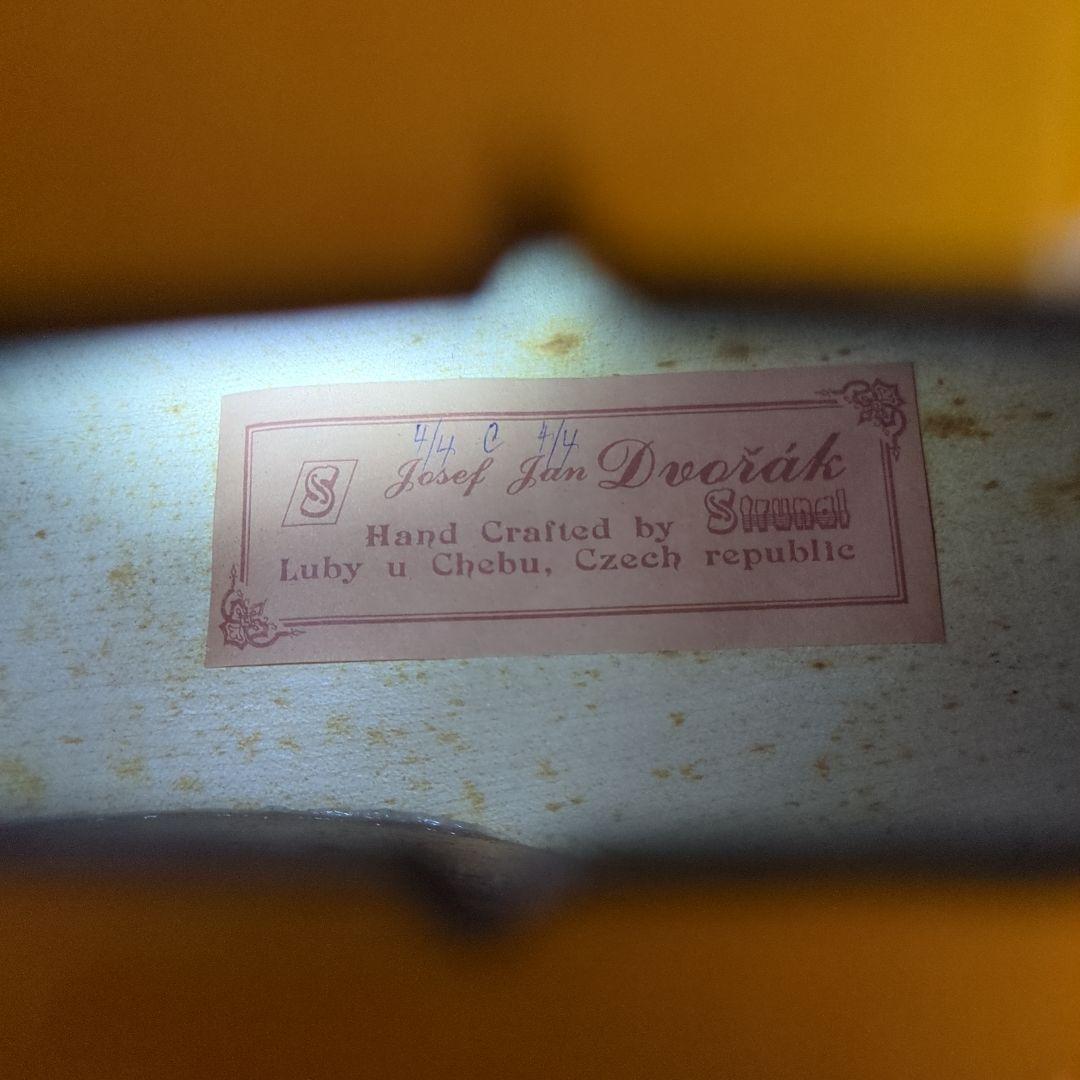 4/4 C 4/4
S Josef Jan Dvořák
Hand Crafted by Strunal
Luby u Chebu, Czech republic